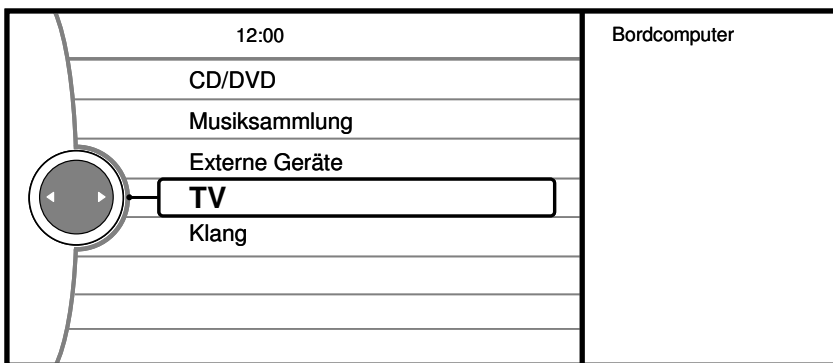 12:00
CD/DVD
Musiksammlung
Externe Geräte
TV
Klang
Bordcomputer